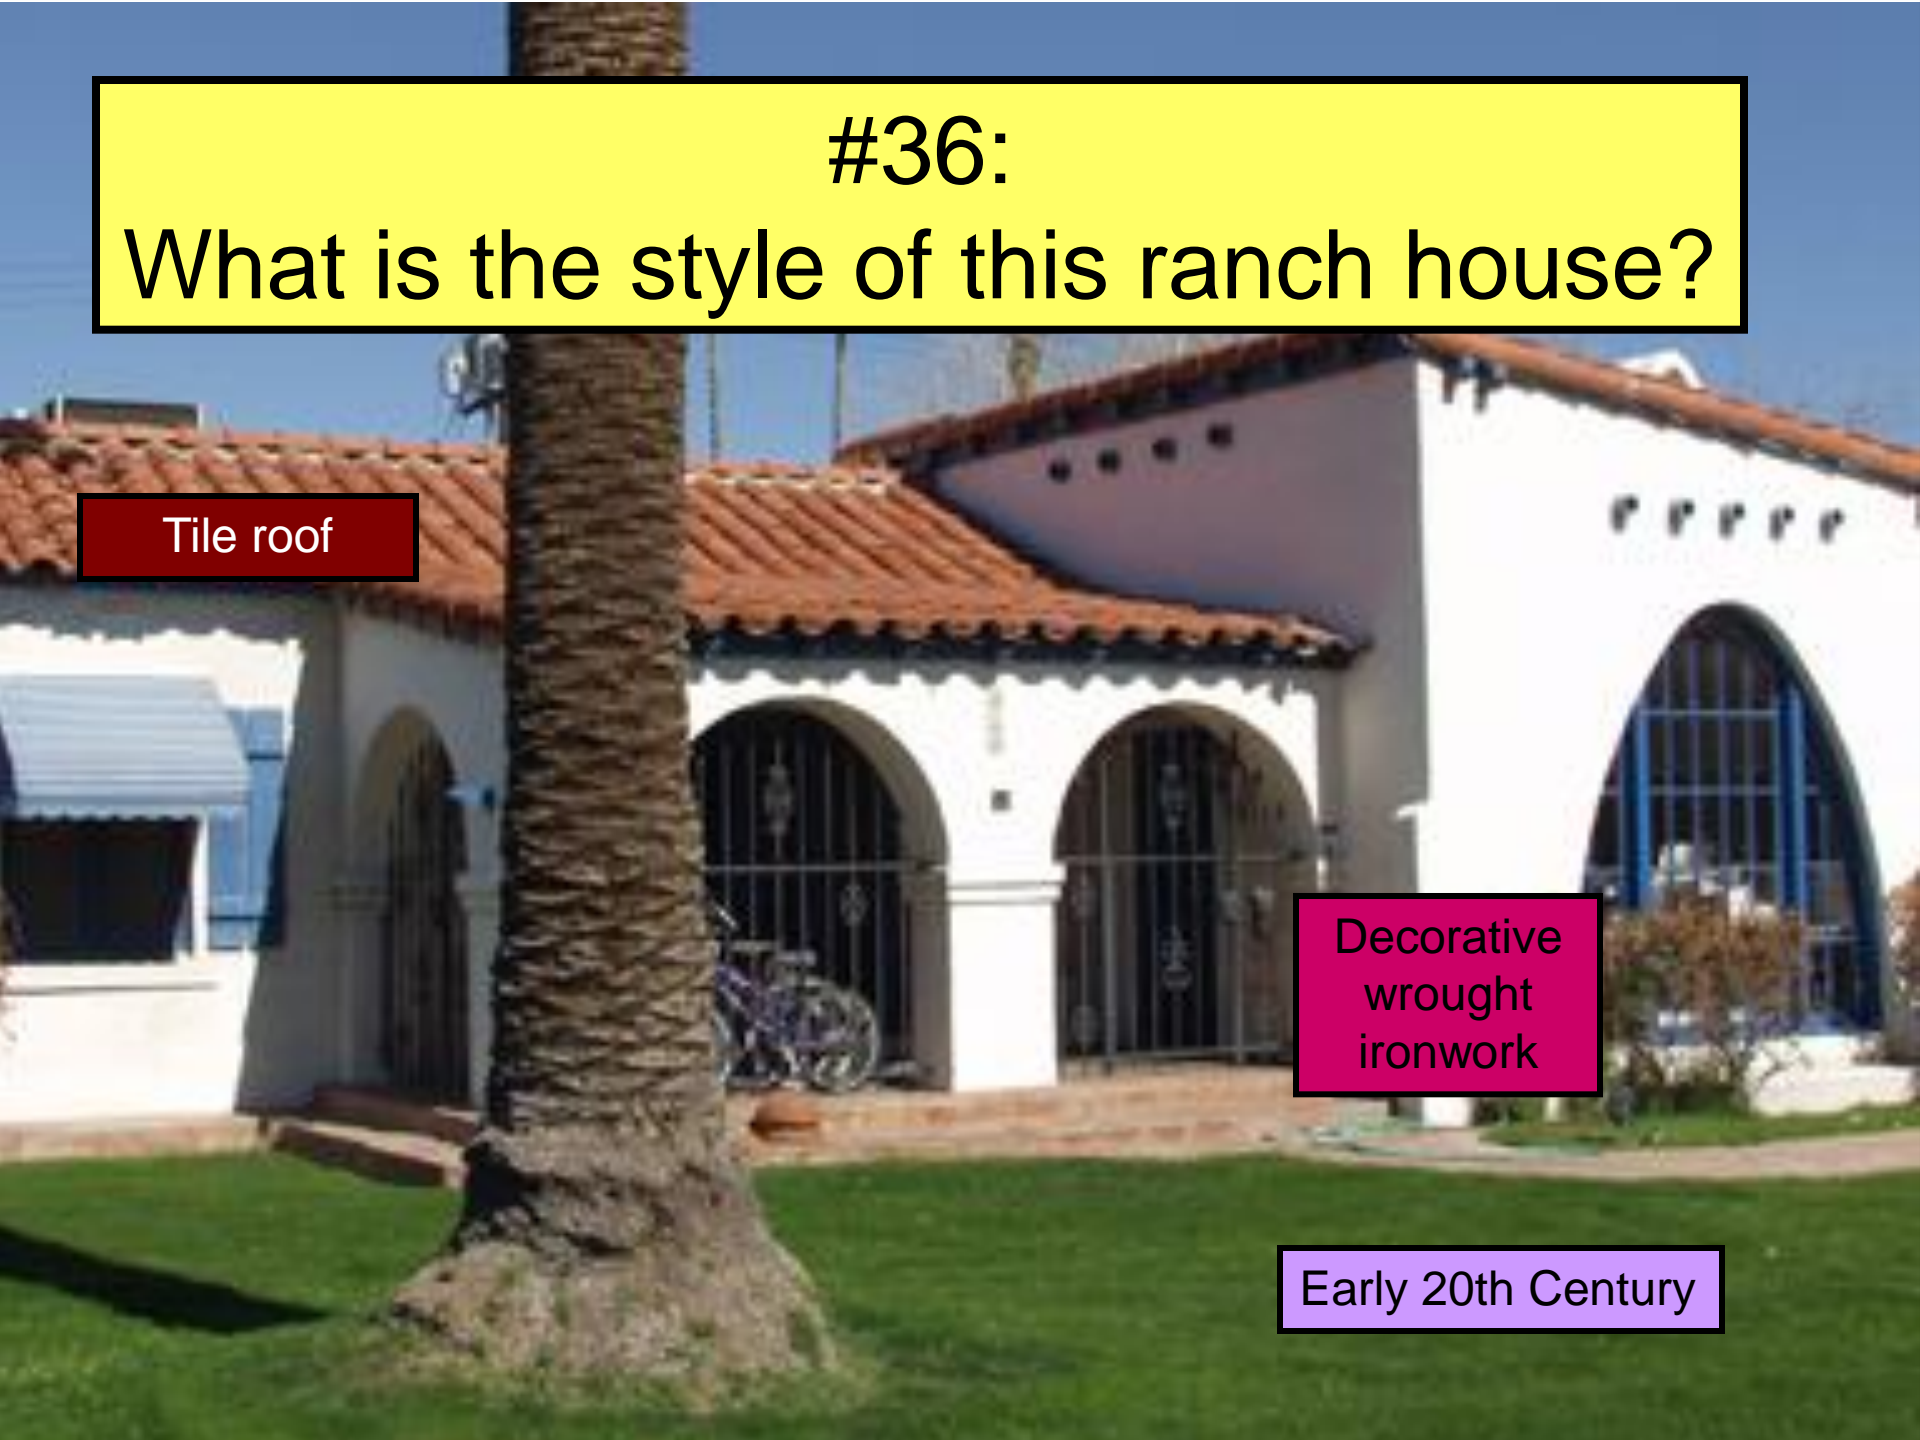 #36:
What is the style of this ranch house?
Tile roof
Decorative
wrought
ironwork
Early 20th Century